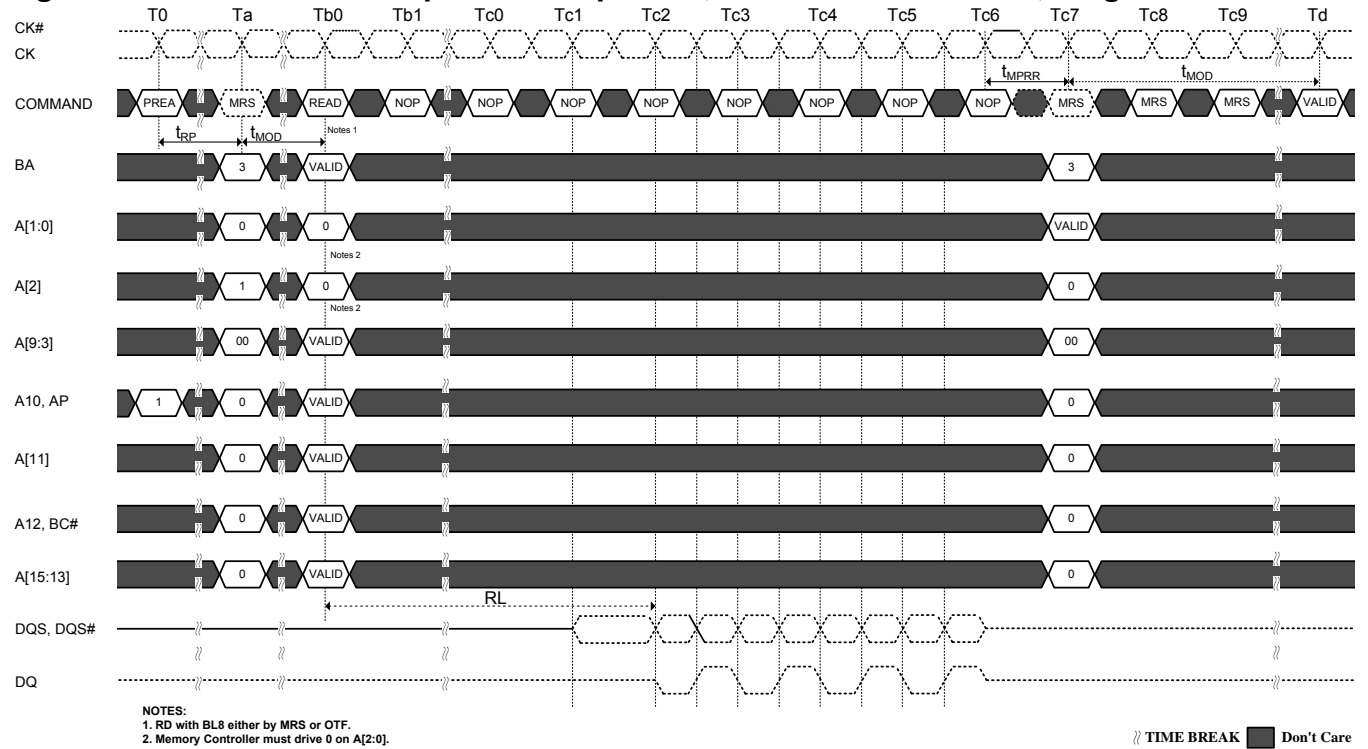 T0 Ta Tb0 Tb1 Tc0 Tc1 Tc2 Tc3 Tc4 Tc5 Tc6 Tc7 Tc8 Tc9 Td
CK#
CK
tMPRR tMOD
COMMAND PREA MRS READ NOP NOP NOP NOP NOP NOP NOP NOP MRS MRS MRS VALID
tRP tMOD Notes 1
BA 3 VALID 3
A[1:0] 0 0 VALID
Notes 2
A[2] 1 0 0
Notes 2
A[9:3] 00 VALID 00
A10, AP 1 0 VALID 0
A[11] 0 VALID 0
A12, BC# 0 VALID 0
A[15:13] 0 VALID 0
RL
DQS, DQS#
DQ
NOTES:
1. RD with BL8 either by MRS or OTF.
2. Memory Controller must drive 0 on A[2:0].
TIME BREAK Don't Care